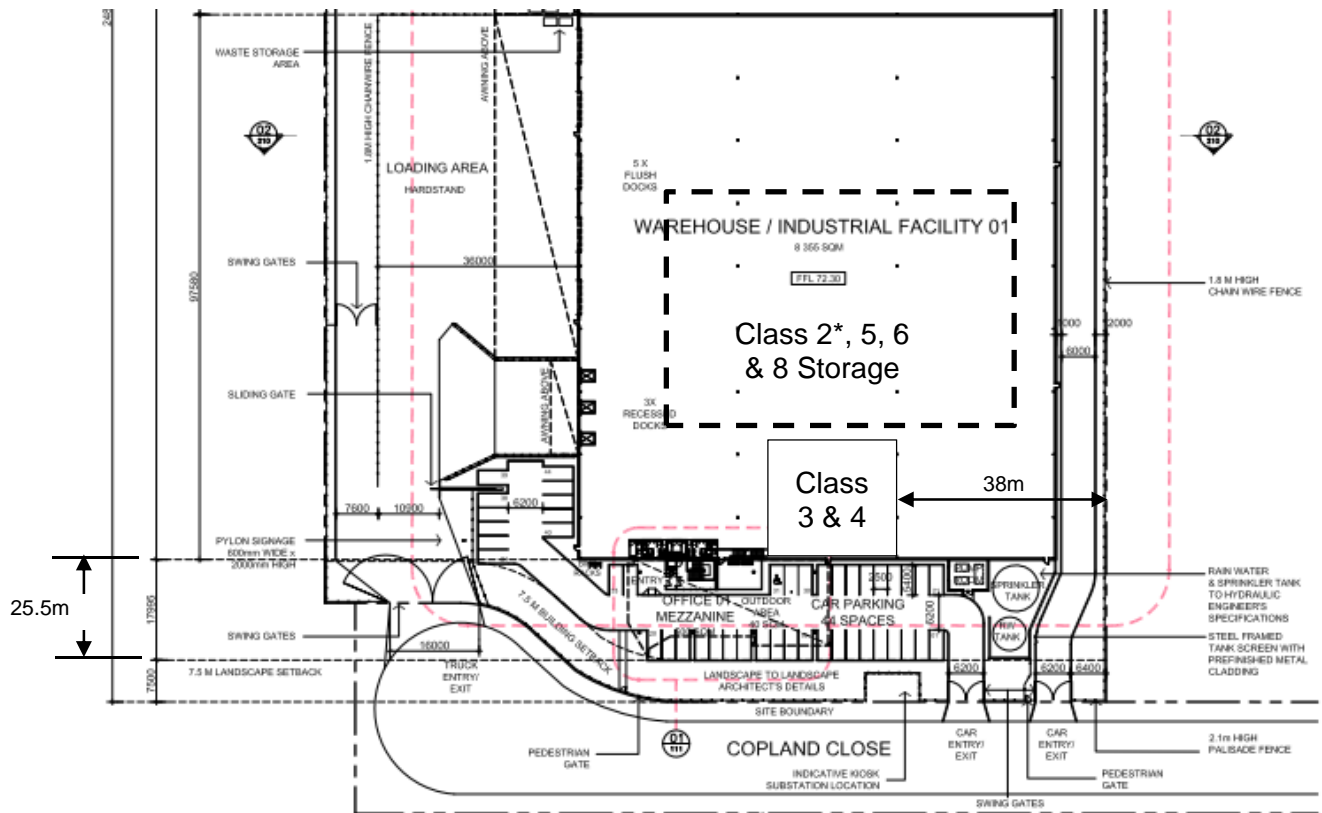 248
WASTE STORAGE
AREA
1.8M HIGH CHAINWIRE FENCE
AWNING ABOVE
02
210
02
210
LOADING AREA
HARDSTAND
5 X
FLUSH
DOCKS
WAREHOUSE / INDUSTRIAL FACILITY 01
8 355 SQM
FFL 72.30
SWING GATES
36000
97580
1.8 M HIGH
CHAIN WIRE FENCE
Class 2*, 5, 6
& 8 Storage
2000
6000
SLIDING GATE
AWNING ABOVE
3X
RECESSED
DOCKS
Class
3 & 4
38m
7600
10900
6200
PYLON SIGNAGE
600mm WIDE x
2000mm HIGH
25.5m
17995
7500
ENTRY
OFFICE 01
MEZZANINE
OUTDOOR
AREA
2500
5400
CAR PARKING
44 SPACES
6200
PUMP
ROOM
SPRINKLER
TANK
RW
TANK
RAIN WATER
& SPRINKLER TANK
TO HYDRAULIC
ENGINEER'S
SPECIFICATIONS
STEEL FRAMED
TANK SCREEN WITH
PREFINISHED METAL
CLADDING
7.5 M BUILDING SETBACK
SWING GATES
16000
7.5 M LANDSCAPE SETBACK
TRUCK
ENTRY/
EXIT
LANDSCAPE TO LANDSCAPE
ARCHITECT'S DETAILS
6200
6200
6400
SITE BOUNDARY
01
111
PEDESTRIAN
GATE
COPLAND CLOSE
INDICATIVE KIOSK
SUBSTATION LOCATION
CAR
ENTRY/
EXIT
CAR
ENTRY/
EXIT
2.1m HIGH
PALISADE FENCE
PEDESTRIAN
GATE
SWING GATES